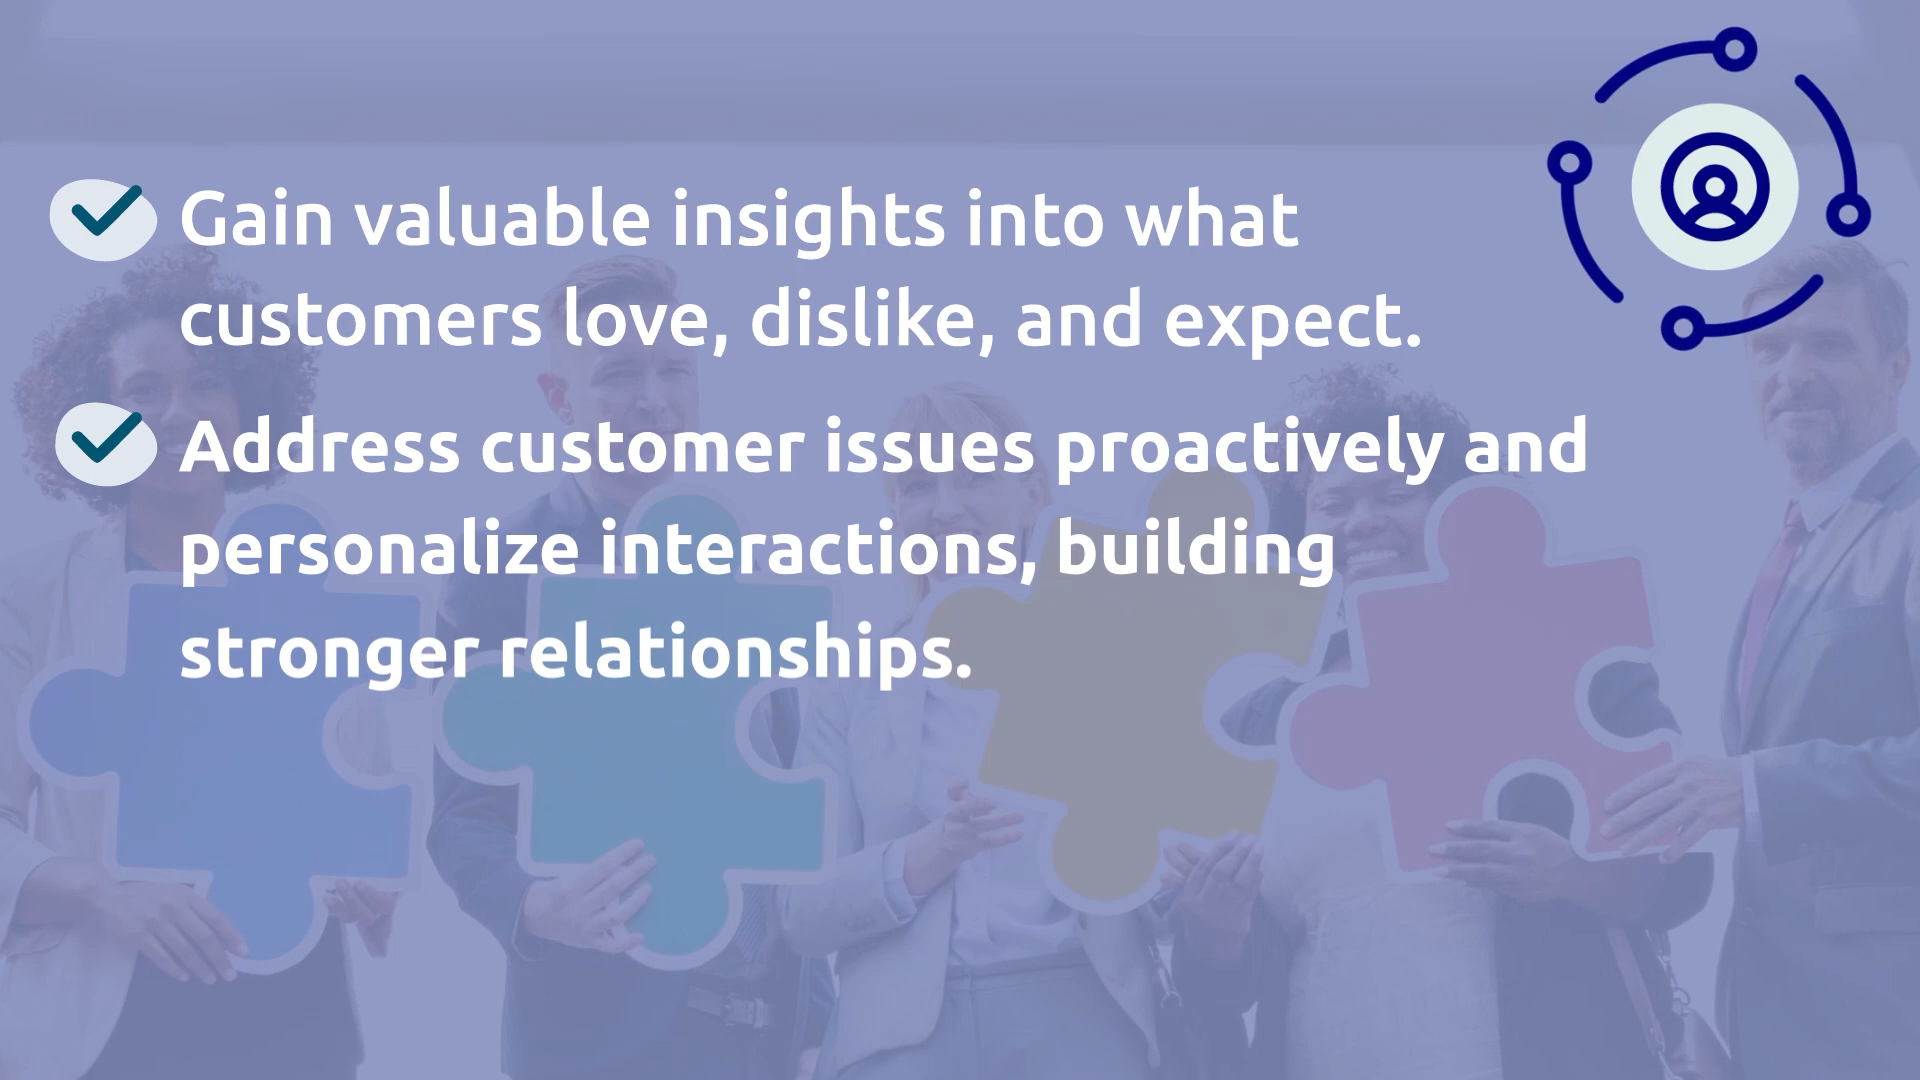 Gain valuable insights into what
customers love, dislike, and expect.
Address customer issues proactively and
personalize interactions, building
stronger relationships.